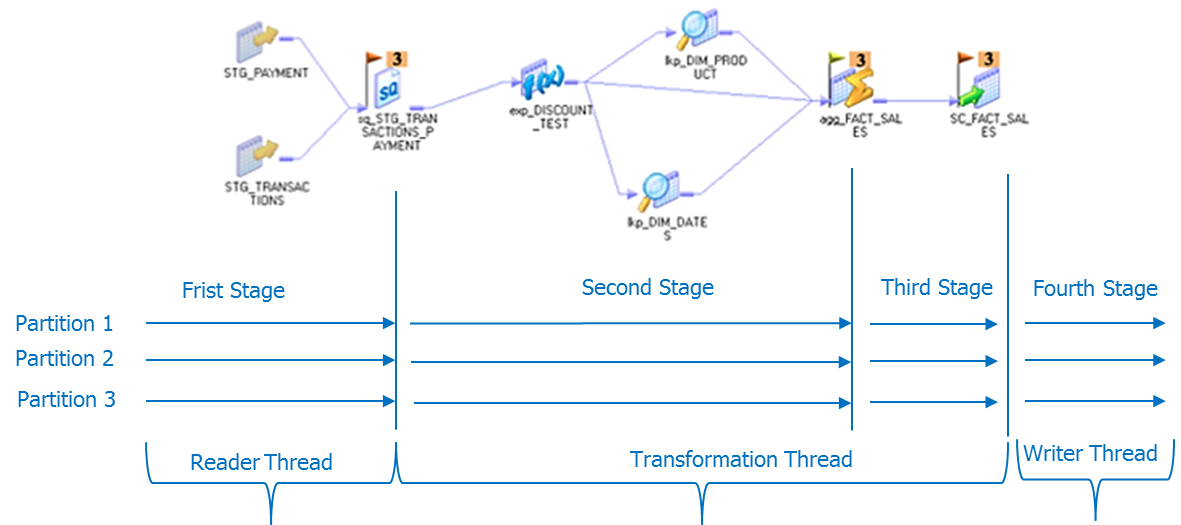 3
lkp_DIM_PROD
UCT
STG_PAYMENT
3
SQ
sq_STG_TRAN
SACTIONS_P
AYMENT
f(x)
exp_DISCOUNT
_TEST
3
agg_FACT_SAL
ES
3
SC_FACT_SAL
ES
STG_TRANSAC
TIONS
lkp_DIM_DATE
S
Frist Stage
Second Stage
Third Stage
Fourth Stage
Partition 1
Partition 2
Partition 3
Reader Thread
Transformation Thread
Writer Thread